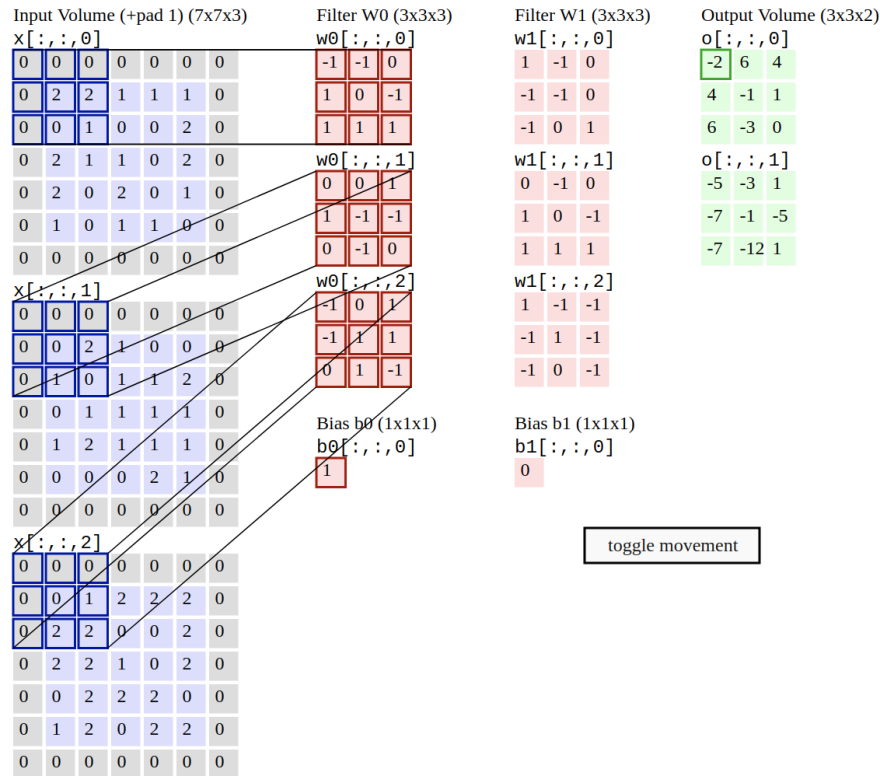 Input Volume (+pad 1) (7x7x3)
x[:,:,0]
0 0 0 0 0 0 0
0 2 2 1 1 1 0
0 0 1 0 0 2 0
0 2 1 1 0 2 0
0 2 0 2 0 1 0
0 1 0 1 1 0 0
0 0 0 0 0 0 0
x[:,:,1]
0 0 0 0 0 0 0
0 0 2 1 0 0 0
0 1 0 1 1 2 0
0 0 1 1 1 1 0
0 1 2 1 1 1 0
0 0 0 0 2 1 0
0 0 0 0 0 0 0
x[:,:,2]
0 0 0 0 0 0 0
0 0 1 2 2 2 0
0 2 2 0 0 2 0
0 2 2 1 0 2 0
0 0 2 2 2 0 0
0 1 2 0 2 2 0
0 0 0 0 0 0 0
Filter W0 (3x3x3)
w0[:,:,0]
-1 -1 0
1 0 -1
1 1 1
w0[:,:,1]
0 0 1
1 -1 -1
0 -1 0
w0[:,:,2]
-1 0 1
-1 1 1
0 1 -1
Bias b0 (1x1x1)
b0[:,:,0]
1
Filter W1 (3x3x3)
w1[:,:,0]
1 -1 0
-1 -1 0
-1 0 1
w1[:,:,1]
0 -1 0
1 0 -1
1 1 1
w1[:,:,2]
1 -1 -1
-1 1 -1
-1 0 -1
Bias b1 (1x1x1)
b1[:,:,0]
0
Output Volume (3x3x2)
o[:,:,0]
-2 6 4
4 -1 1
6 -3 0
o[:,:,1]
-5 -3 1
-7 -1 -5
-7 -12 1
toggle movement